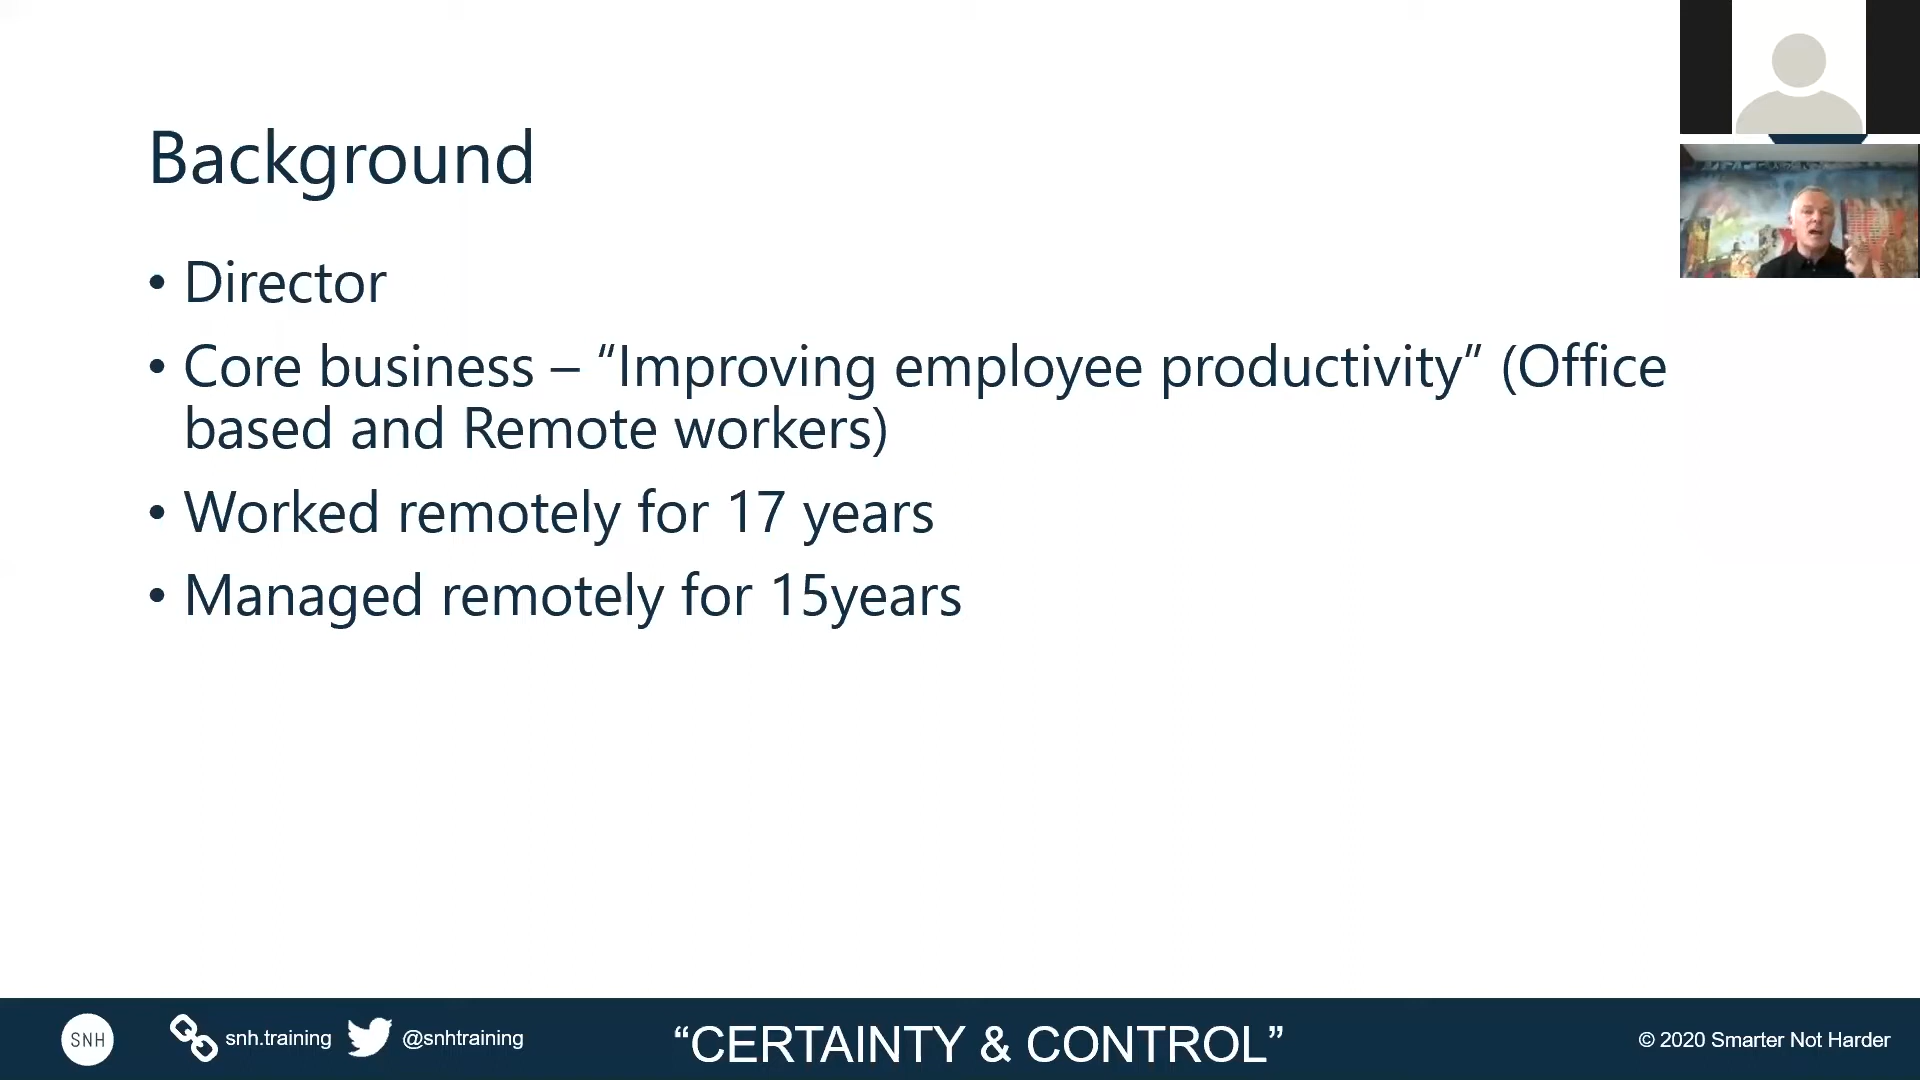 Background
• Director
• Core business – “Improving employee productivity” (Office
based and Remote workers)
• Worked remotely for 17 years
• Managed remotely for 15years
SNH
snh.training
@snhtraining
“CERTAINTY & CONTROL”
© 2020 Smarter Not Harder